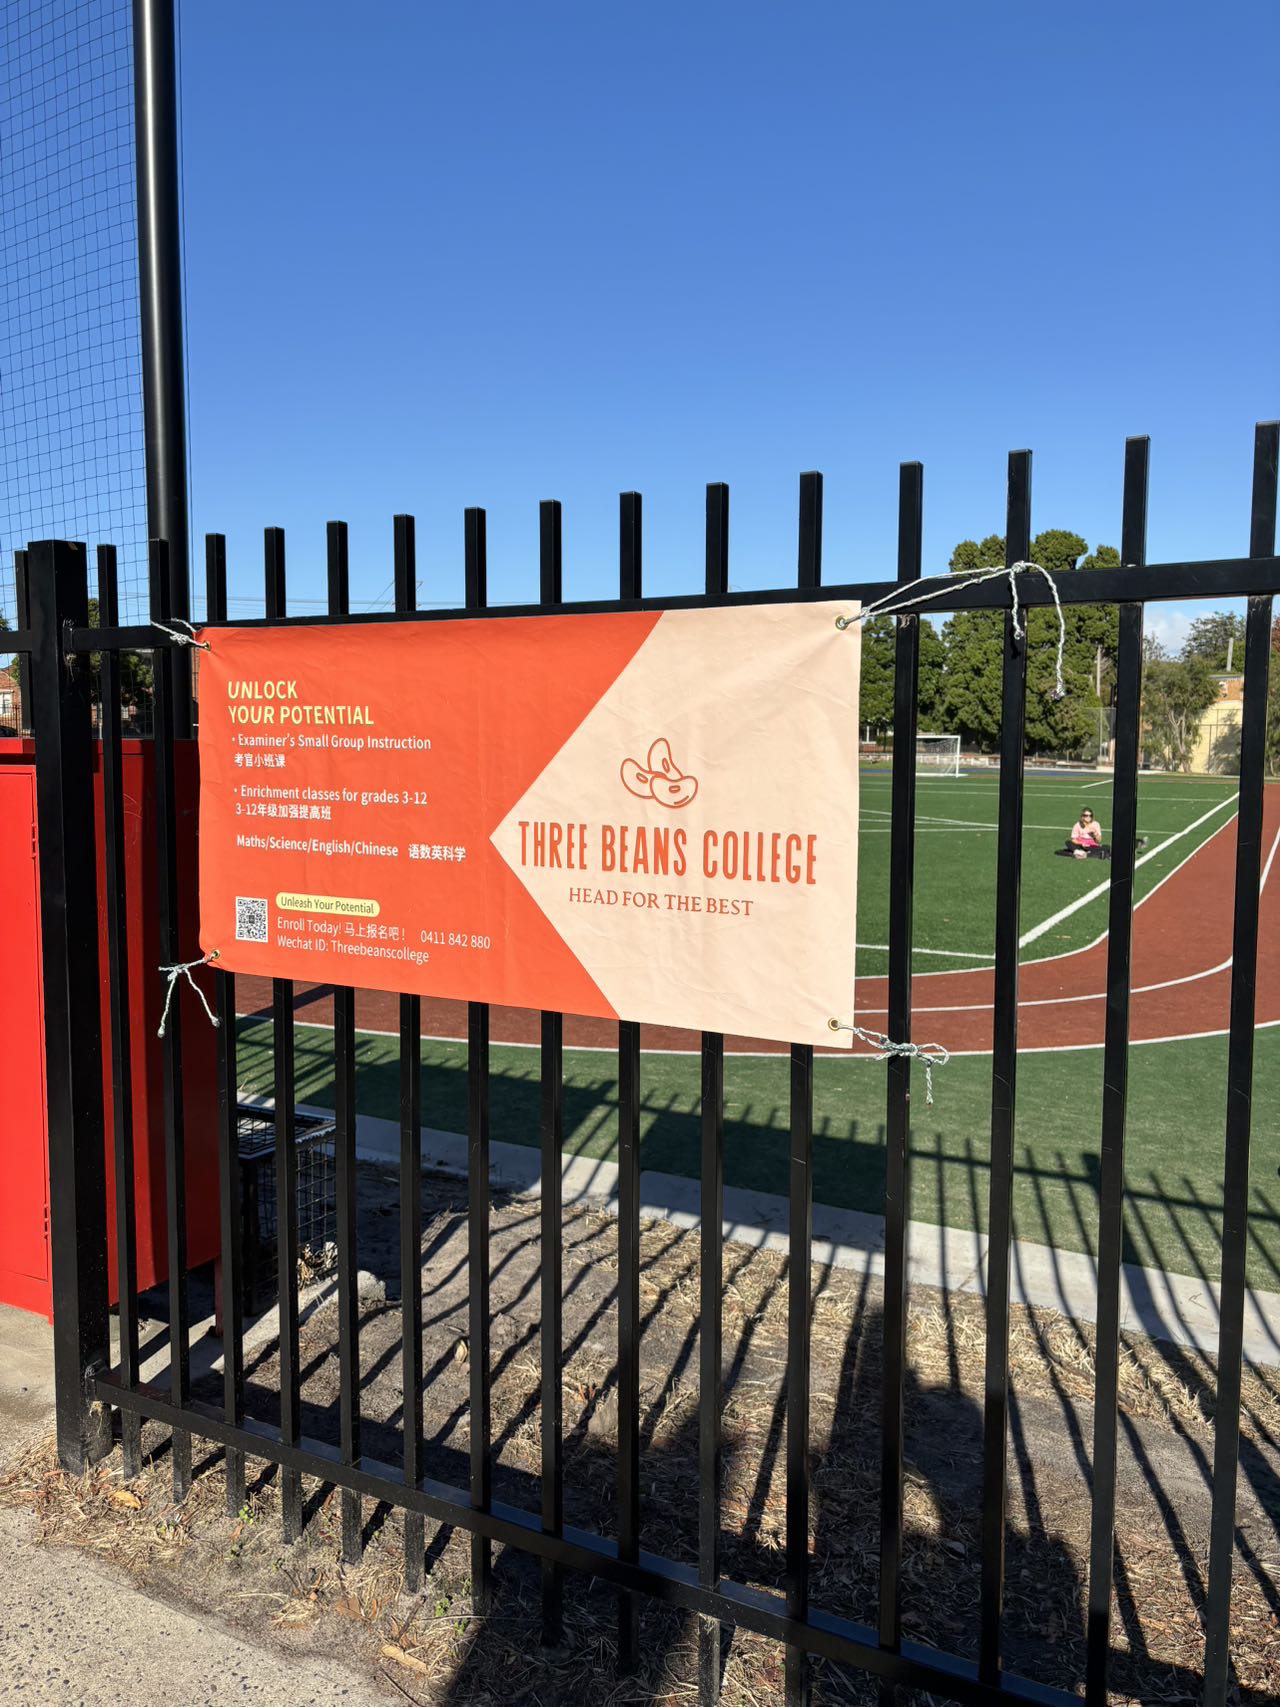 UNLOCK
YOUR POTENTIAL
· Examiner's Small Group Instruction
考官小班课
· Enrichment classes for grades 3-12
3-12年级加强提高班
Maths/Science/English/Chinese 语数英科学
Unleash Your Potential
Enroll Today! 马上报名吧！ 0411 842 880
Wechat ID: Threebeanscollege
THREE BEANS COLLEGE
HEAD FOR THE BEST